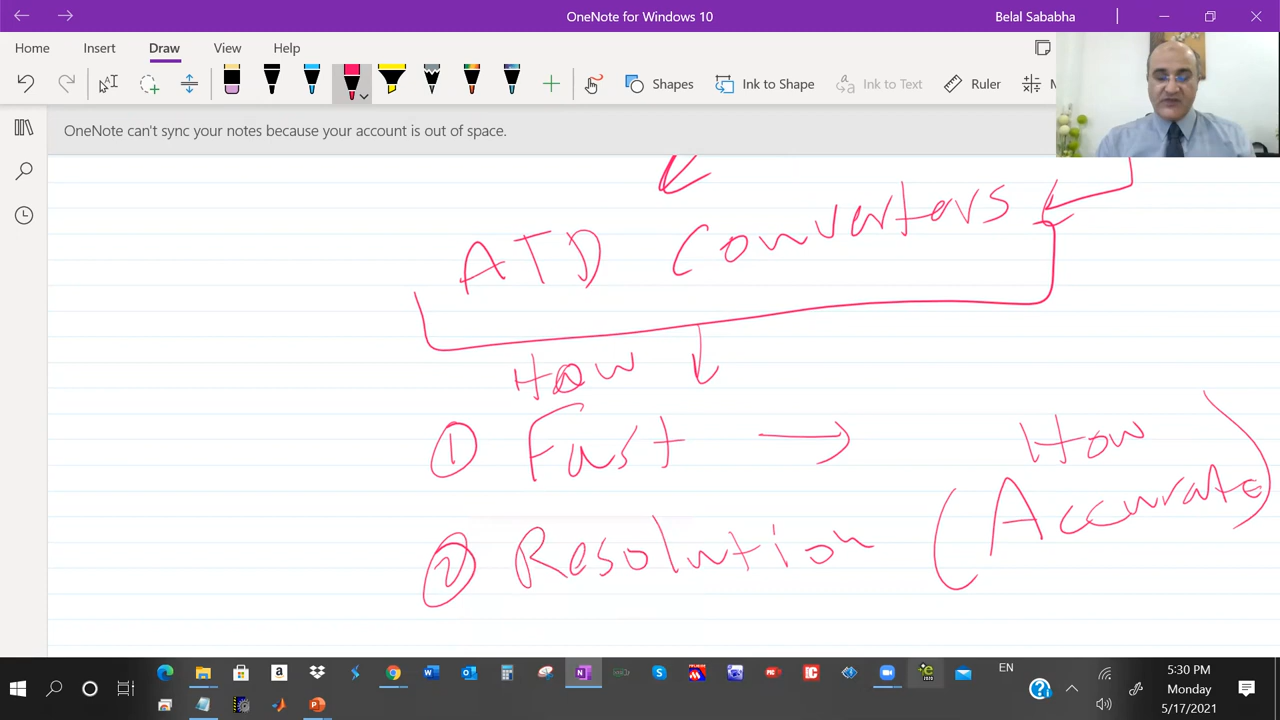 OneNote for Windows 10
Belal Sababha
Home Insert Draw View Help
Shapes Ink to Shape Ink to Text Ruler M
OneNote can't sync your notes because your account is out of space.
ATD Converters
How
① Fast → How
② Resolution (Accurate)
EN
5:30 PM
Monday
5/17/2021